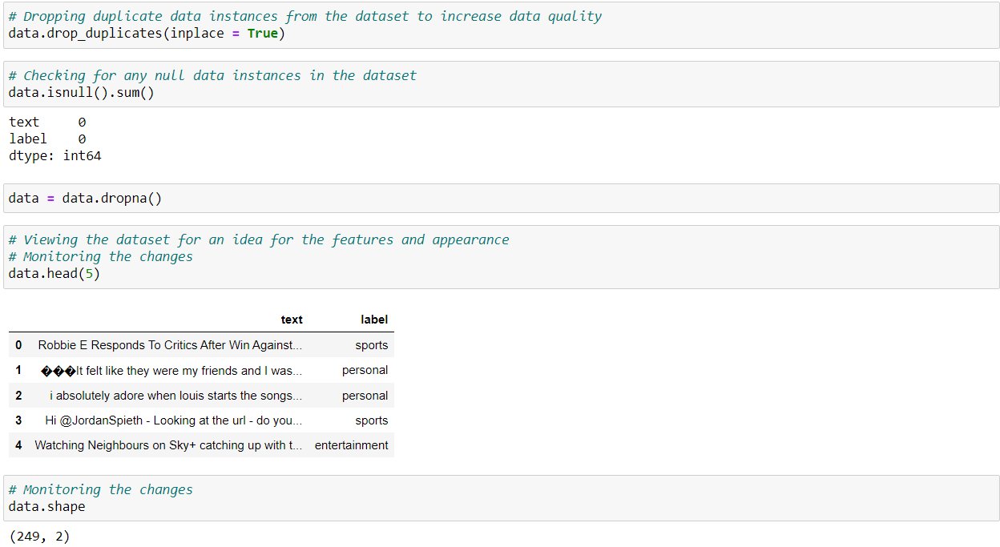 # Dropping duplicate data instances from the dataset to increase data quality
data.drop_duplicates(inplace = True)
# Checking for any null data instances in the dataset
data.isnull().sum()
text 0
label 0
dtype: int64
data = data.dropna()
# Viewing the dataset for an idea for the features and appearance
# Monitoring the changes
data.head(5)
text label
0 Robbie E Responds To Critics After Win Against... sports
1 ���It felt like they were my friends and I was... personal
2 i absolutely adore when louis starts the songs... personal
3 Hi @JordanSpieth - Looking at the url - do you... sports
4 Watching Neighbours on Sky+ catching up with t... entertainment
# Monitoring the changes
data.shape
(249, 2)